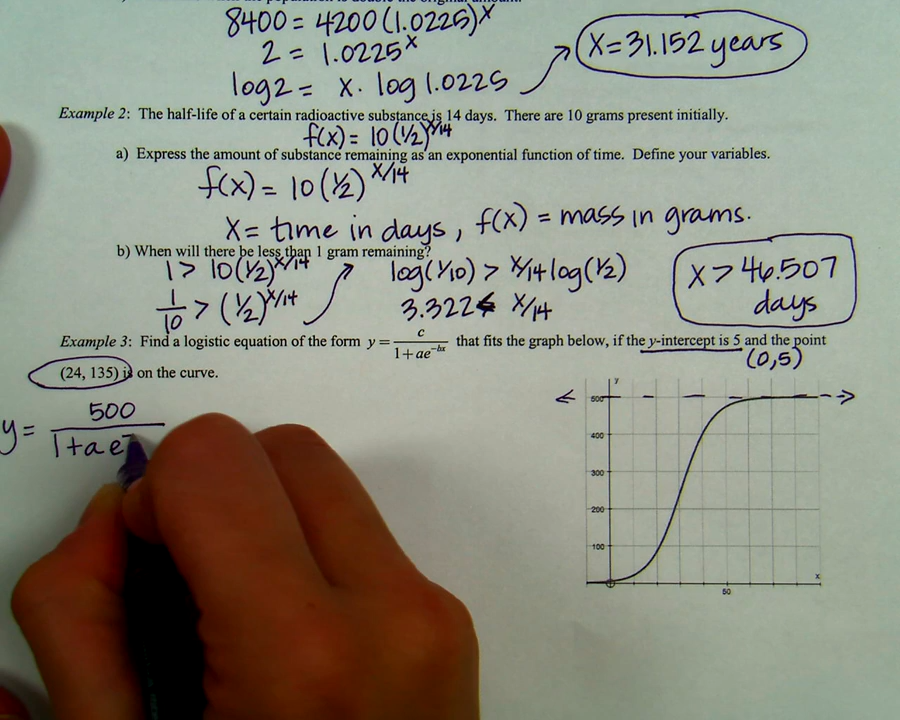 8400 = 4200(1.0225)^x
2 = 1.0225^x
log2 = x. log 1.0225
x=31.152 years
Example 2: The half-life of a certain radioactive substance is 14 days. There are 10 grams present initially.
f(x)= 10(1/2)^x/14
a) Express the amount of substance remaining as an exponential function of time. Define your variables.
f(x) = 10(1/2)^x/14
x= time in days, f(x) = mass in grams.
b) When will there be less than 1 gram remaining?
1 > 10(1/2)^x/14
1/10 > (1/2)^x/14
log(1/10) > x/14 log(1/2)
3.322 < x/14
x > 46.507
days
Example 3: Find a logistic equation of the form y = c/(1+ae^-bx) that fits the graph below, if the y-intercept is 5 and the point
(0,5)
(24, 135) is on the curve.
y = 500/(1+ae^-
y
500
400
300
200
100
x
50